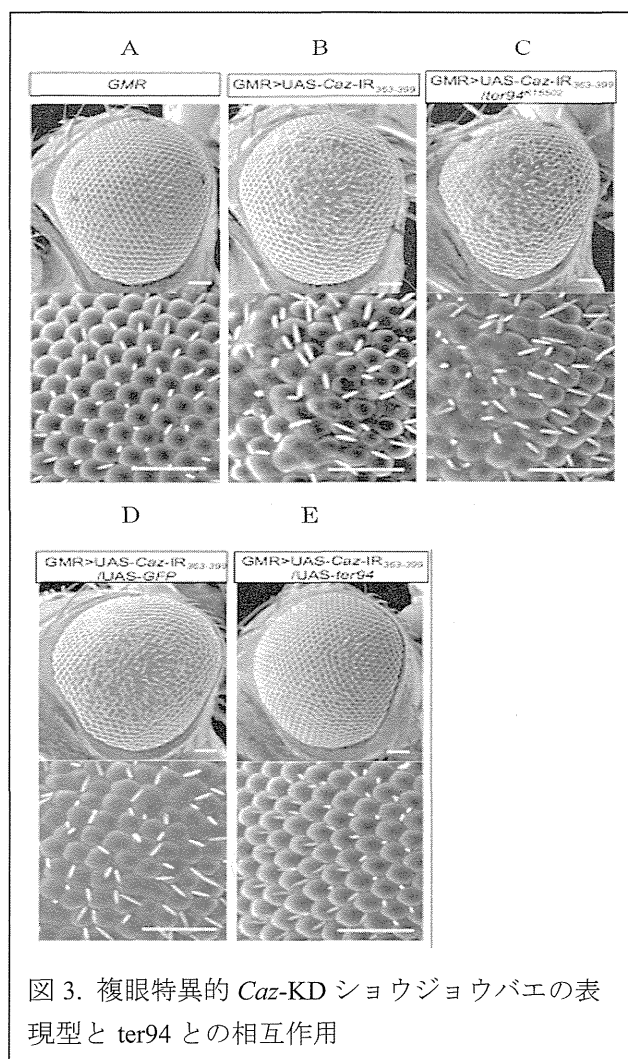 A B C
GMR
GMR>UAS-Caz-IR363-399
GMR>UAS-Caz-IR363-399
/ter94K15502
D E
GMR>UAS-Caz-IR363-399
/UAS-GFP
GMR>UAS-Caz-IR363-399
/UAS-ter94
図 3. 複眼特異的 Caz-KD ショウジョウバエの表
現型と ter94 との相互作用